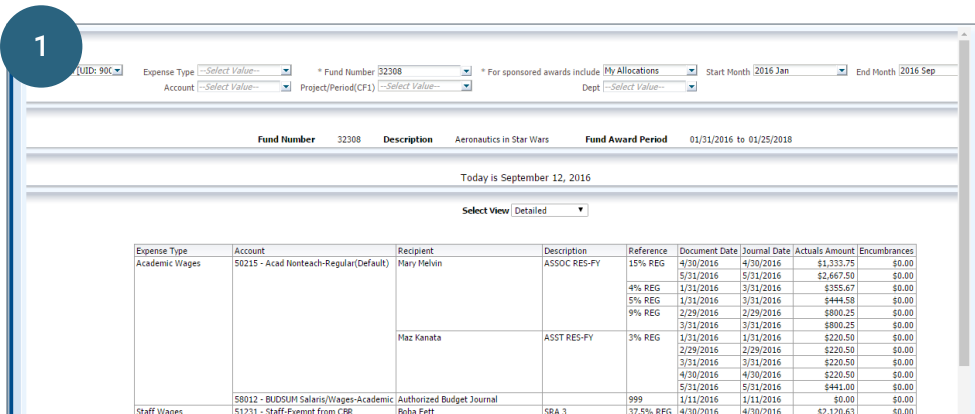 1
[UID: 90( Expense Type --Select Value-- * Fund Number 32308 * For sponsored awards include My Allocations Start Month 2016 Jan End Month 2016 Sep
Account --Select Value-- Project/Period(CF1) --Select Value-- Dept --Select Value--
Fund Number 32308 Description Aeronautics in Star Wars Fund Award Period 01/31/2016 to 01/25/2018
Today is September 12, 2016
Select View Detailed
Expense Type Account Recipient Description Reference Document Date Journal Date Actuals Amount Encumbrances
Academic Wages 50215 - Acad Nonteach-Regular(Default) Mary Melvin ASSOC RES-FY 15% REG 4/30/2016 4/30/2016 $1,333.75 $0.00
5/31/2016 5/31/2016 $2,667.50 $0.00
4% REG 1/31/2016 3/31/2016 $355.67 $0.00
5% REG 1/31/2016 3/31/2016 $444.58 $0.00
9% REG 2/29/2016 2/29/2016 $800.25 $0.00
3/31/2016 3/31/2016 $800.25 $0.00
Maz Kanata ASST RES-FY 3% REG 1/31/2016 1/31/2016 $220.50 $0.00
2/29/2016 2/29/2016 $220.50 $0.00
3/31/2016 3/31/2016 $220.50 $0.00
4/30/2016 4/30/2016 $220.50 $0.00
5/31/2016 5/31/2016 $441.00 $0.00
58012 - BUDSUM Salaris/Wages-Academic Authorized Budget Journal 999 1/11/2016 1/11/2016 $0.00 $0.00
Staff Wages 51231 - Staff-Exempt from CBR Boba Fett SRA 3 37.5% REG 4/30/2016 4/30/2016 $2,120.63 $0.00